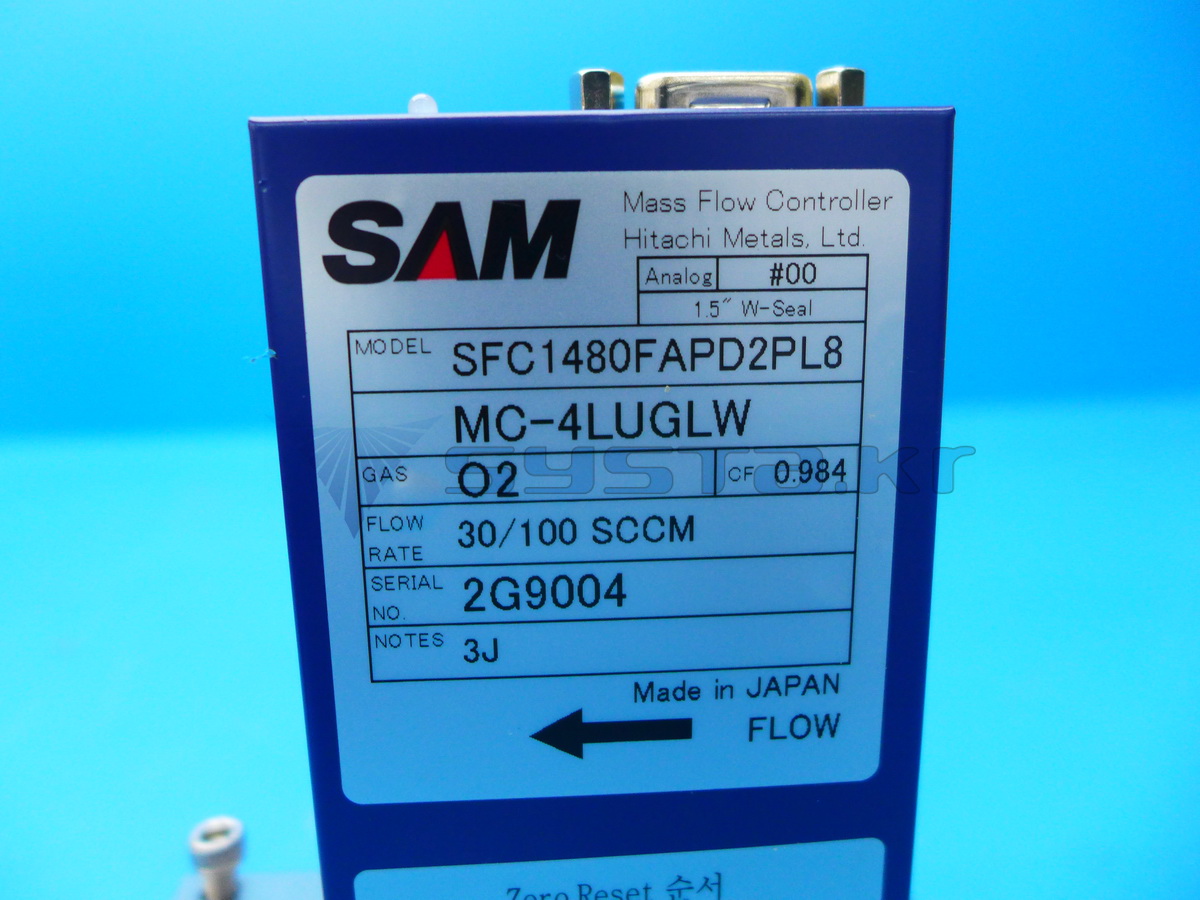 SAM
Mass Flow Controller
Hitachi Metals, Ltd.
Analog #00
1.5" W-Seal
MODEL SFC1480FAPD2PL8
MC-4LUGLW
GAS O2 CF 0.984
FLOW RATE 30/100 SCCM
SERIAL NO. 2G9004
NOTES 3J
Made in JAPAN
FLOW
systa.kr
Zero Reset 순서